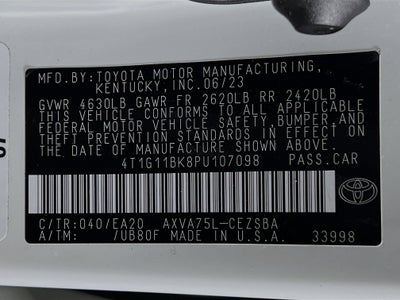 MFD. BY: TOYOTA MOTOR MANUFACTURING,
KENTUCKY, INC. 06/23
GVWR 4630LB GAWR FR 2620LB RR 2420LB
THIS VEHICLE CONFORMS TO ALL APPLICABLE
FEDERAL MOTOR VEHICLE SAFETY, BUMPER, AND
THEFT PREVENTION STANDARDS IN EFFECT ON
THE DATE OF MANUFACTURE SHOWN ABOVE.
4T1G11BK8PU107098 PASS.CAR
C/TR:040/EA20 AXVA75L-CEZSBA
A/TM: /UB80F MADE IN U.S.A. 33998
TOYOTA